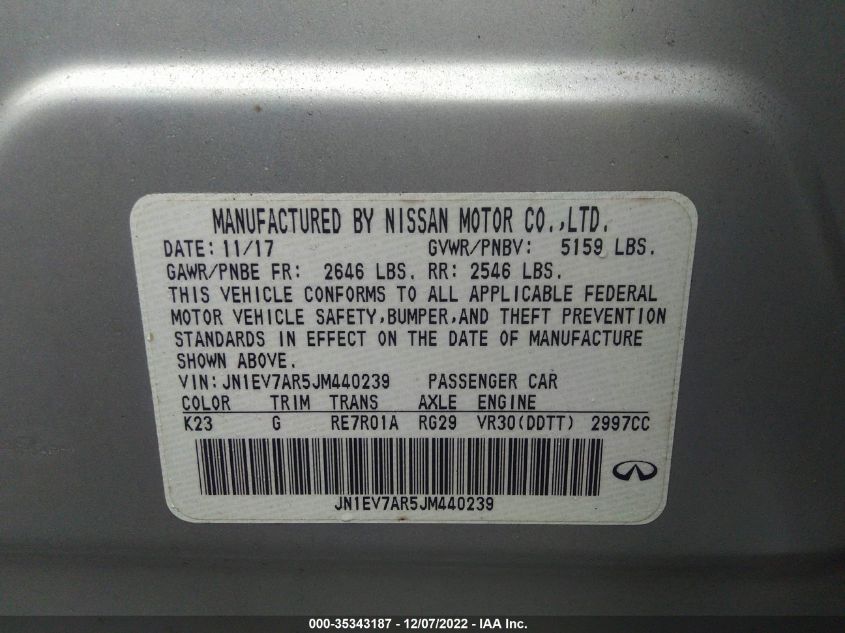 MANUFACTURED BY NISSAN MOTOR CO.,LTD.
DATE: 11/17 GVWR/PNBV: 5159 LBS.
GAWR/PNBE FR: 2646 LBS. RR: 2546 LBS.
THIS VEHICLE CONFORMS TO ALL APPLICABLE FEDERAL
MOTOR VEHICLE SAFETY,BUMPER,AND THEFT PREVENTION
STANDARDS IN EFFECT ON THE DATE OF MANUFACTURE
SHOWN ABOVE.
VIN: JN1EV7AR5JM440239 PASSENGER CAR
COLOR TRIM TRANS AXLE ENGINE
K23 G RE7R01A RG29 VR30(DDTT) 2997CC
JN1EV7AR5JM440239
000-35343187 - 12/07/2022 - IAA Inc.